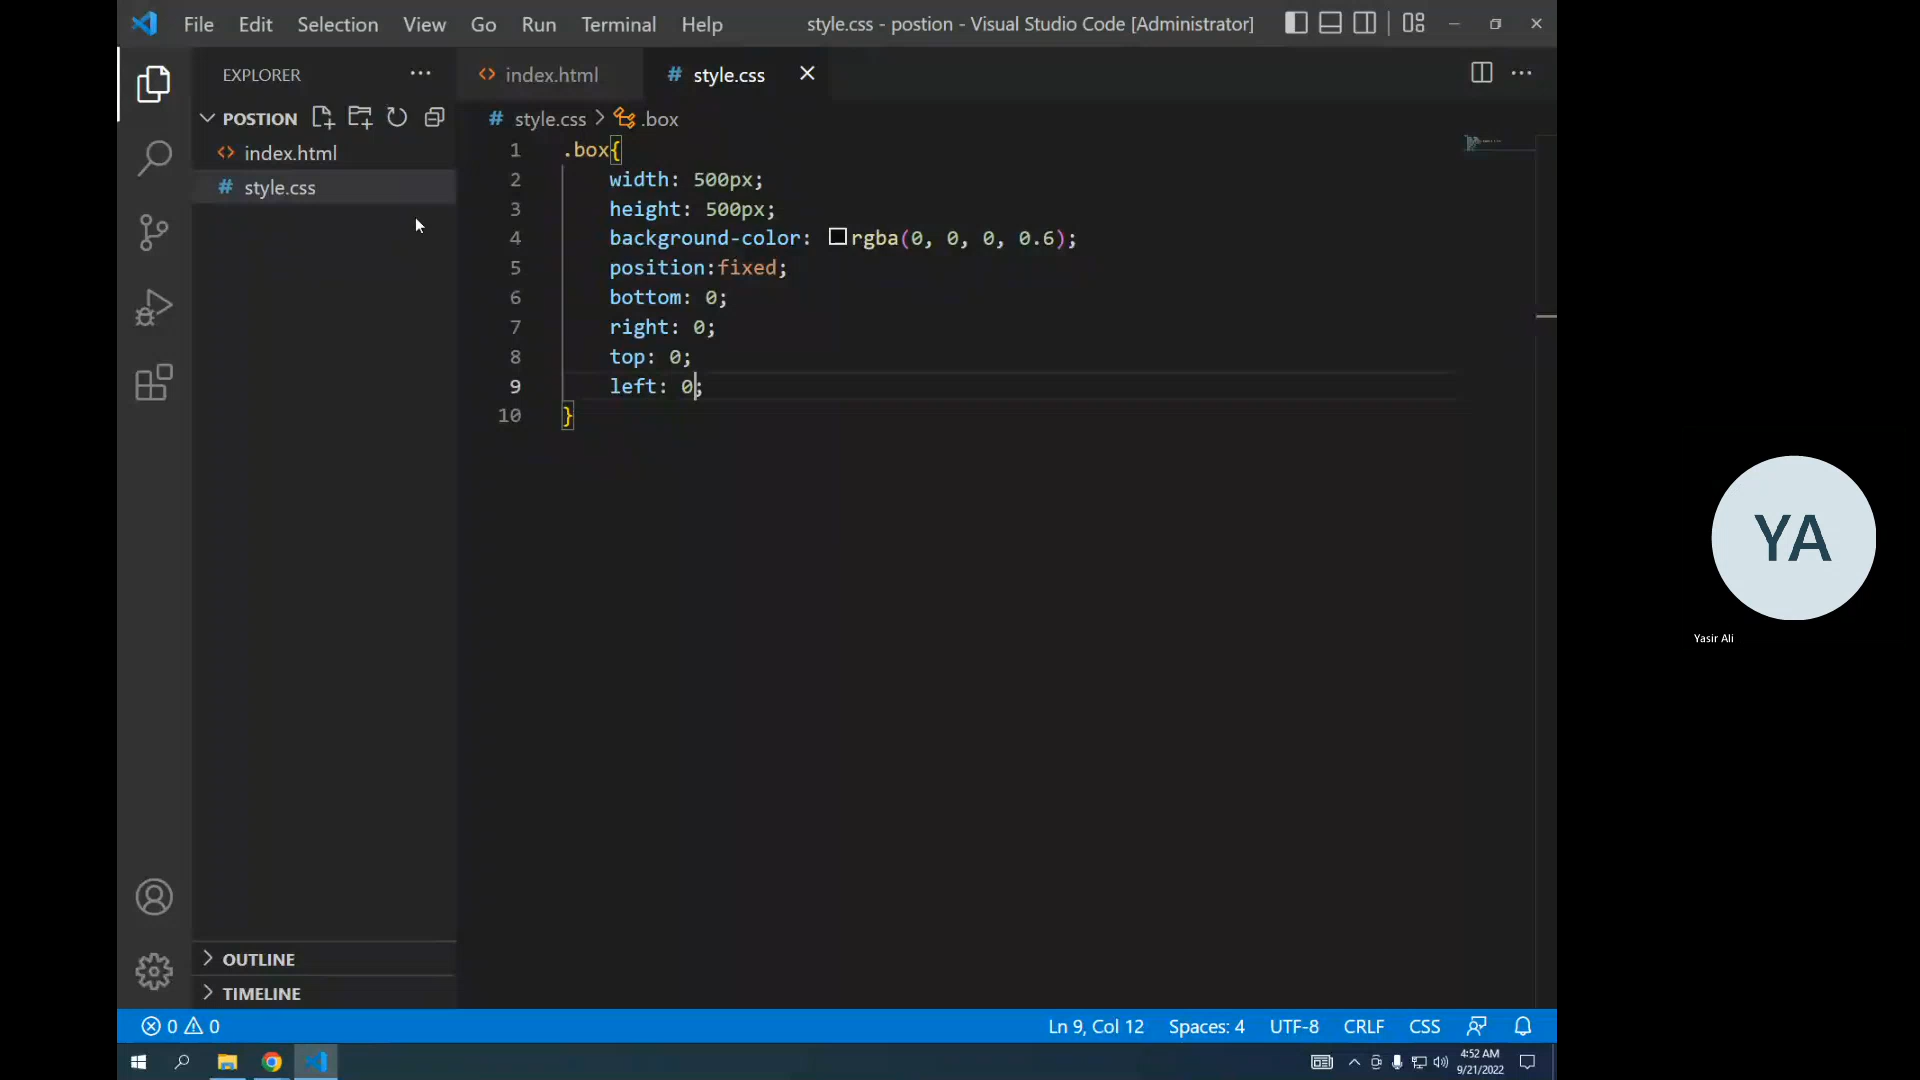 File Edit Selection View Go Run Terminal Help style.css - postion - Visual Studio Code [Administrator]
EXPLORER
POSTION
index.html
style.css
index.html # style.css
# style.css > .box
1 .box{
2 width: 500px;
3 height: 500px;
4 background-color: rgba(0, 0, 0, 0.6);
5 position:fixed;
6 bottom: 0;
7 right: 0;
8 top: 0;
9 left: 0;
10 }
YA
Yasir Ali
OUTLINE
TIMELINE
0 0 Ln 9, Col 12 Spaces: 4 UTF-8 CRLF CSS
4:52 AM
9/21/2022